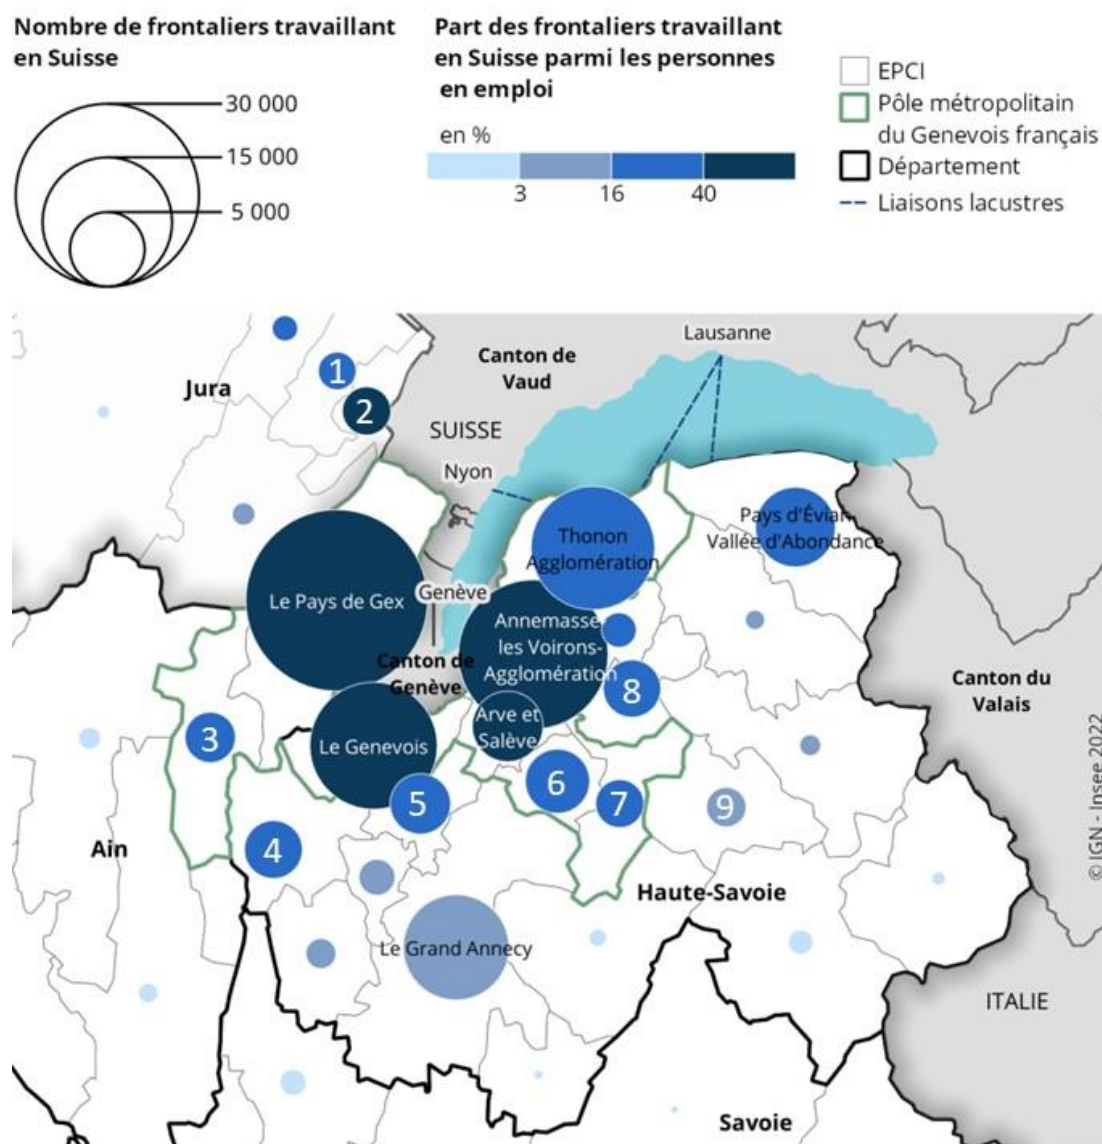 Nombre de frontaliers travaillant
en Suisse
30 000
15 000
5 000
Part des frontaliers travaillant
en Suisse parmi les personnes
en emploi
en %
3
16
40
EPCI
Pôle métropolitain
du Genevois français
Département
Liaisons lacustres
Lausanne
Canton de
Vaud
1
Jura
2
SUISSE
Nyon
Pays d'Évian
Vallée d'Abondance
Thonon
Agglomération
Le Pays de Gex
Genève
Annemasse
les Voirons-
Agglomération
Canton de
Genève
8
Canton du
Valais
Arve et
Salève
3
Le Genevois
6
5
7
9
4
Ain
Haute-Savoie
Le Grand Annecy
ITALIE
Savoie
© IGN - Insee 2022